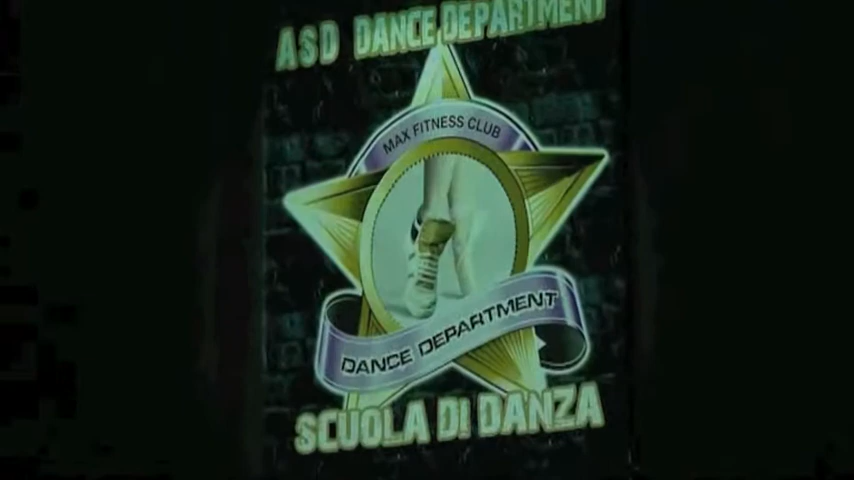 ASD DANCE DEPARTMENT
MAX FITNESS CLUB
DANCE DEPARTMENT
SCUOLA DI DANZA